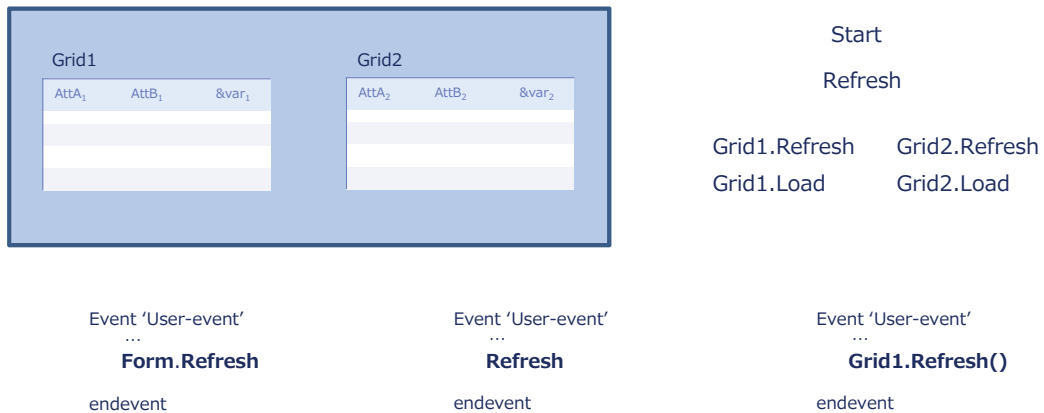 Grid1
AttA₁ AttB₁ &var₁
Grid2
AttA₂ AttB₂ &var₂
Start
Refresh
Grid1.Refresh Grid2.Refresh
Grid1.Load Grid2.Load
Event ‘User-event’
…
Form.Refresh
endevent
Event ‘User-event’
…
Refresh
endevent
Event ‘User-event’
…
Grid1.Refresh()
endevent